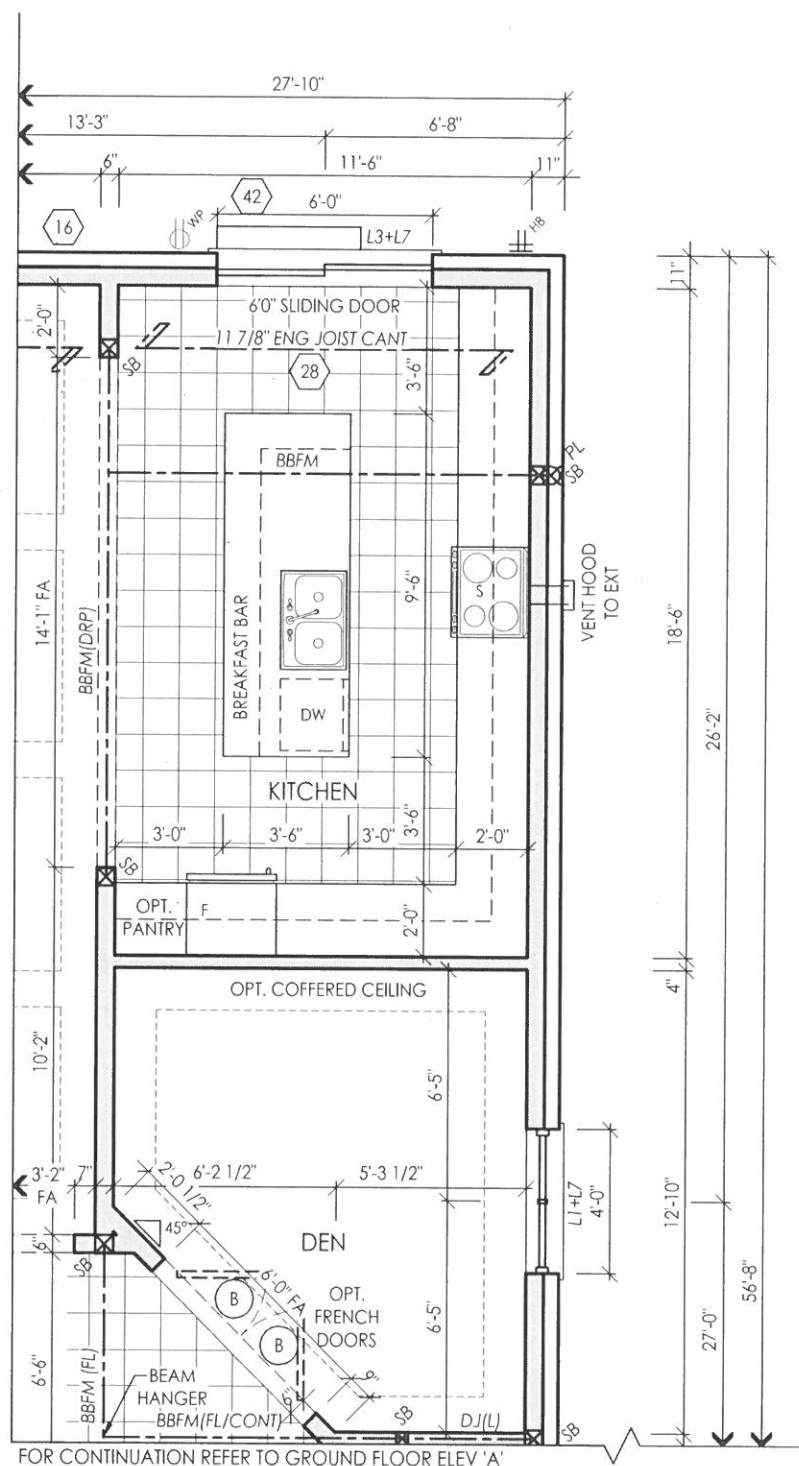 27'-10"
13'-3"
6'-8"
6"
11'-6"
11"
42
6'-0"
16
WP
L3+L7
HB
11"
2'-0"
6'0" SLIDING DOOR
11 7/8" ENG JOIST CANT
SB
28
3'-6"
BBFM
PL
SB
14'-1" FA
BBFM(DRP)
BREAKFAST BAR
9'-6"
S
VENT HOOD
TO EXT
18'-6"
26'-2"
DW
KITCHEN
3'-6"
3'-0"
3'-6"
3'-0"
2'-0"
SB
OPT.
PANTRY
F
2'-0"
OPT. COFFERED CEILING
4"
10'-2"
6'-5"
3'-2"
FA
7"
2'-0 1/2"
6'-2 1/2"
5'-3 1/2"
L1+L7
4'-0"
12'-10"
56'-8"
45°
DEN
6"
SB
6'-0" FA
B
B
OPT.
FRENCH
DOORS
6'-5"
27'-0"
9"
6"
6'-6"
BBFM (FL)
BEAM
HANGER
BBFM(FL/CONT)
SB
DJ(L)
SB
FOR CONTINUATION REFER TO GROUND FLOOR ELEV 'A'